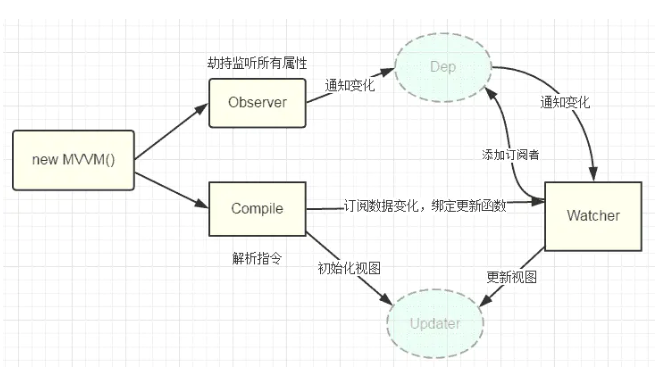 劫持监听所有属性
Observer
通知变化
Dep
通知变化
new MVVM()
添加订阅者
Compile
订阅数据变化，绑定更新函数
Watcher
解析指令
初始化视图
更新视图
Updater